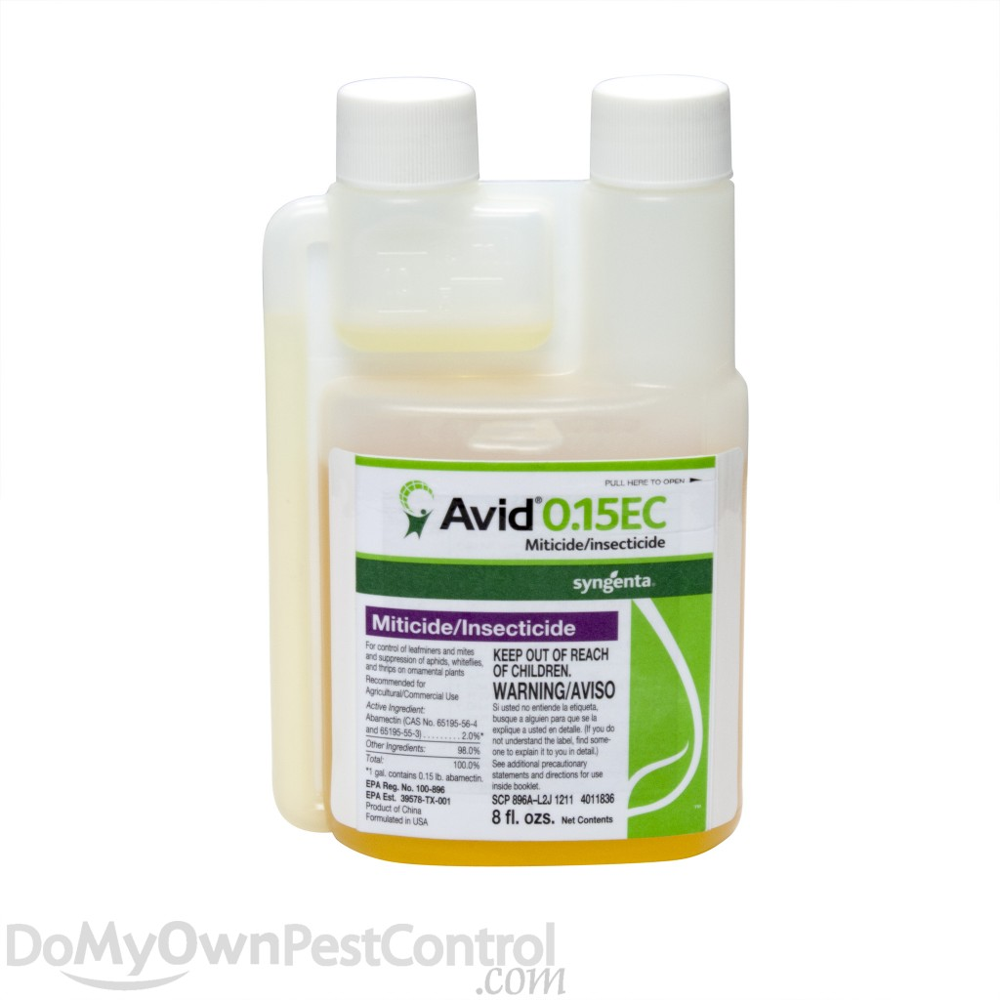 PULL HERE TO OPEN
Avid® 0.15EC
Miticide/insecticide
syngenta
Miticide/Insecticide
For control of leafminers and mites
and suppression of aphids, whiteflies,
and thrips on ornamental plants
Recommended for
Agricultural/Commercial Use
Active Ingredient:
Abamectin (CAS No. 65195-56-4
and 65195-55-3) . . . . . . . . . 2.0%*
Other Ingredients: 98.0%
Total: 100.0%
*1 gal. contains 0.15 lb. abamectin.
EPA Reg. No. 100-896
EPA Est. 39578-TX-001
Product of China
Formulated in USA
KEEP OUT OF REACH
OF CHILDREN.
WARNING/AVISO
Si usted no entiende la etiqueta,
busque a alguien para que se la
explique a usted en detalle. (If you do
not understand the label, find some-
one to explain it to you in detail.)
See additional precautionary
statements and directions for use
inside booklet.
SCP 896A-L2J 1211 4011836
8 fl. ozs. Net Contents
DoMyOwnPestControl
.com